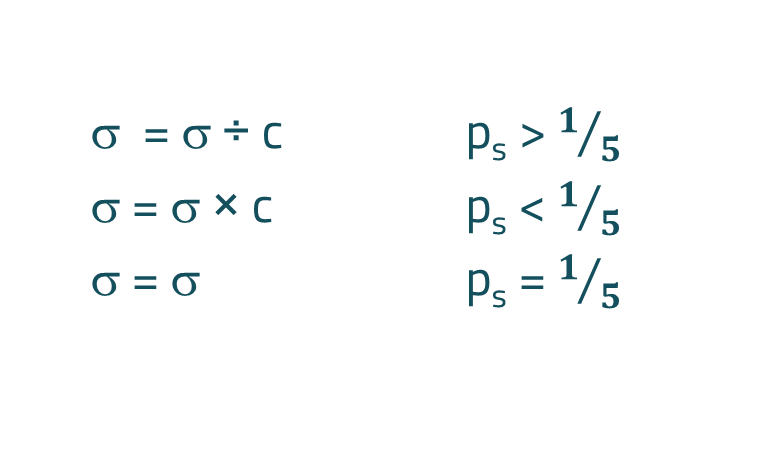 σ = σ ÷ c pₛ > ⅕
σ = σ × c pₛ < ⅕
σ = σ pₛ = ⅕